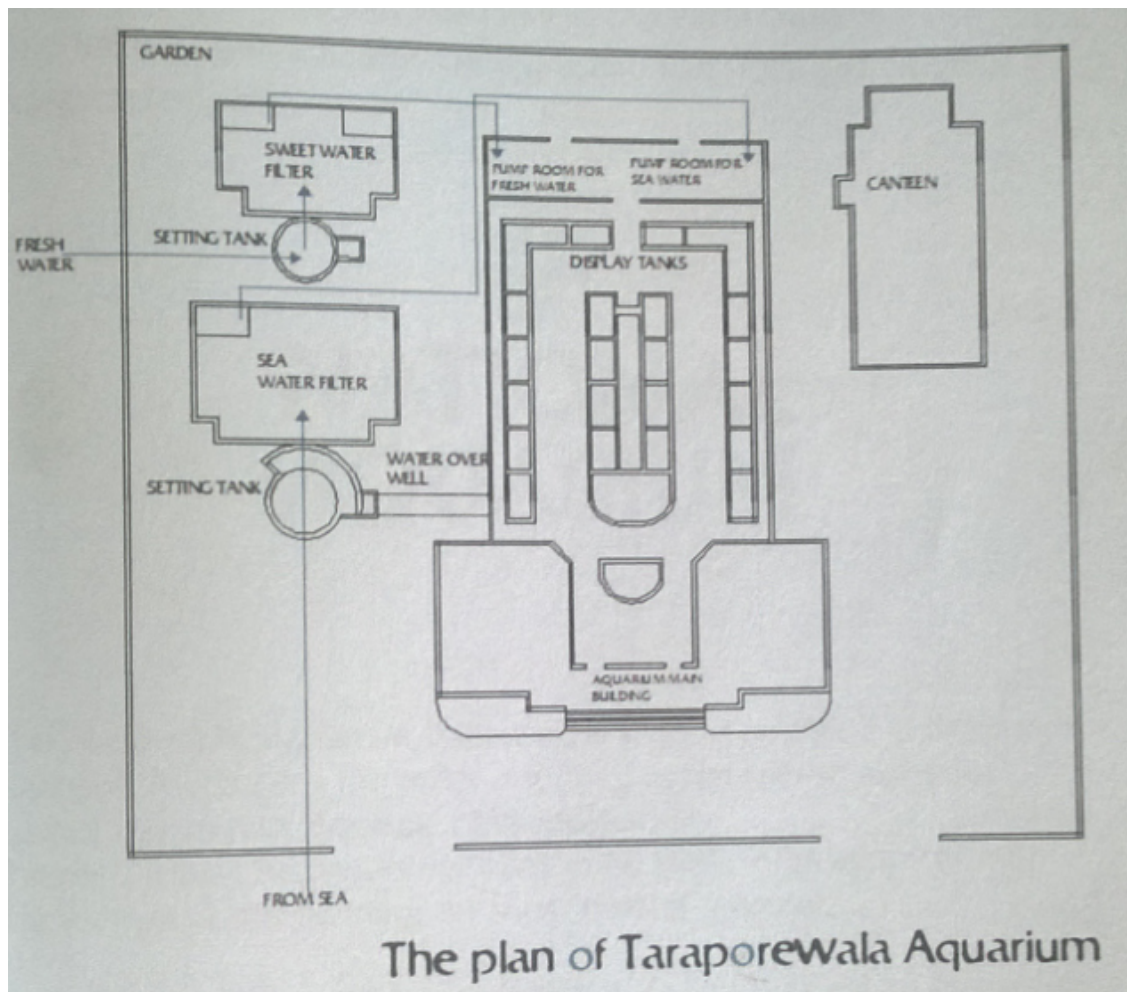 GARDEN
SWEET WATER
FILTER
PUMP ROOM FOR
FRESH WATER
PUMP ROOM FOR
SEA WATER
CANTEEN
SETTING TANK
FRESH
WATER
DISPLAY TANKS
SEA
WATER FILTER
WATER OVER
WELL
SETTING TANK
AQUARIUM MAIN
BUILDING
FROM SEA
The plan of Taraporewala Aquarium